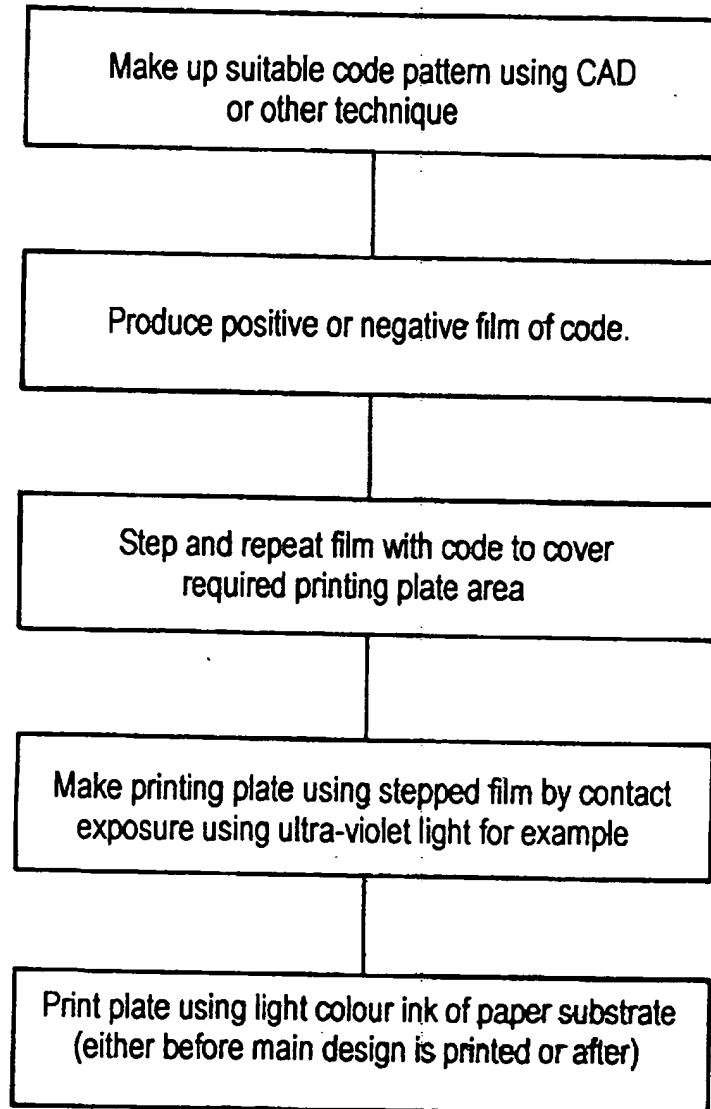 Make up suitable code pattern using CAD
or other technique
Produce positive or negative film of code.
Step and repeat film with code to cover
required printing plate area
Make printing plate using stepped film by contact
exposure using ultra-violet light for example
Print plate using light colour ink of paper substrate
(either before main design is printed or after)